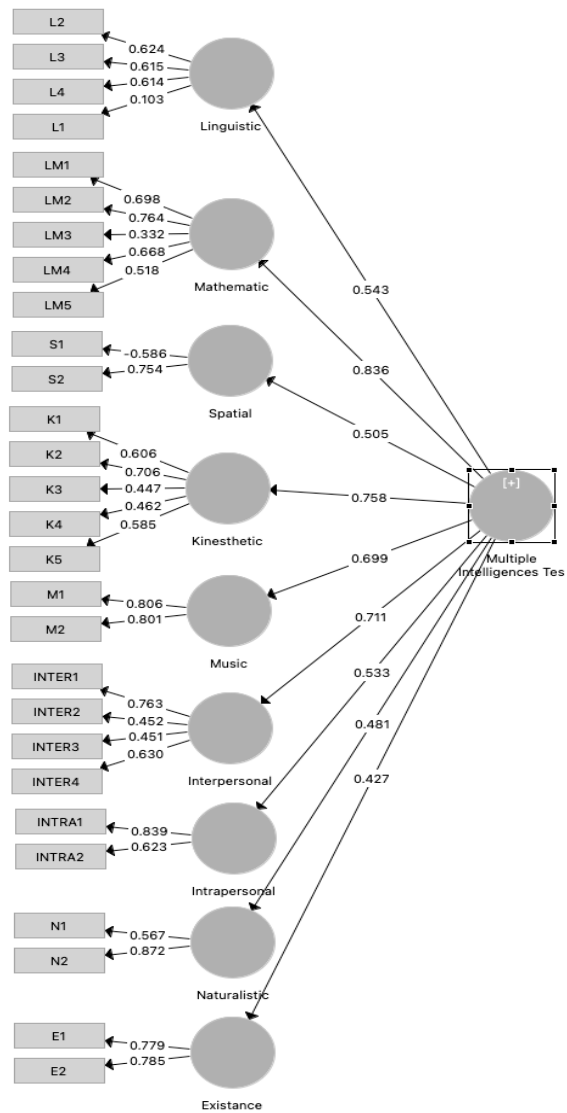 L2
L3
L4
L1
0.624
0.615
0.614
0.103
Linguistic
LM1
LM2
LM3
LM4
LM5
0.698
0.764
0.332
0.668
0.518
Mathematic
S1
S2
-0.586
0.754
Spatial
K1
K2
K3
K4
K5
0.606
0.706
0.447
0.462
0.585
Kinesthetic
M1
M2
0.806
0.801
Music
INTER1
INTER2
INTER3
INTER4
0.763
0.452
0.451
0.630
Interpersonal
INTRA1
INTRA2
0.839
0.623
Intrapersonal
N1
N2
0.567
0.872
Naturalistic
E1
E2
0.779
0.785
Existance
0.543
0.836
0.505
0.758
0.699
0.711
0.533
0.481
0.427
[+]
Multiple
Intelligences Tes